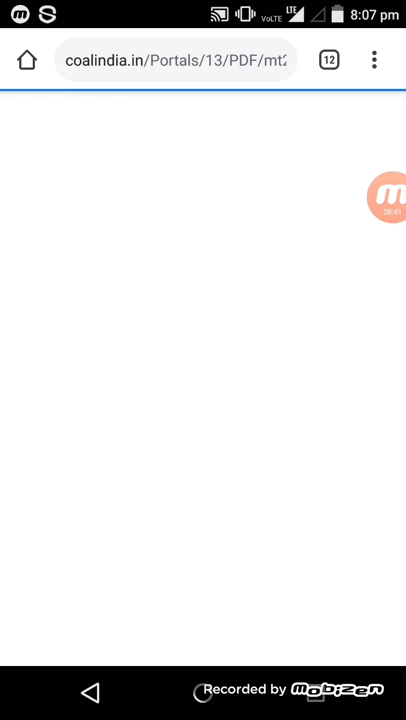 m S VoLTE LTE 8:07 pm
coalindia.in/Portals/13/PDF/mt2 12
m
08:41
Recorded by Mobizen